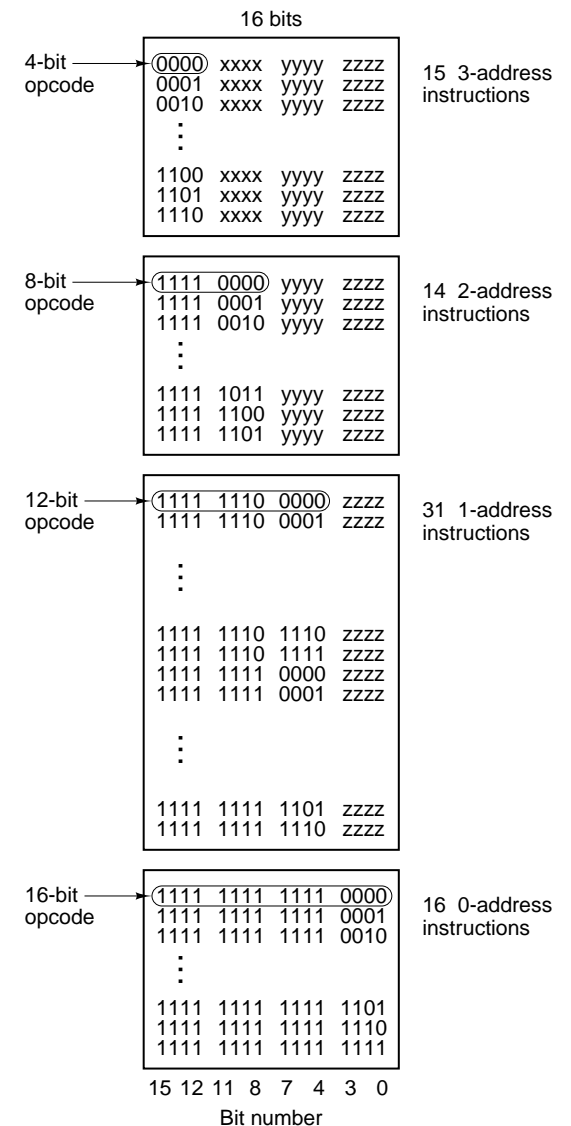 16 bits
4-bit
opcode
0000 xxxx yyyy zzzz
0001 xxxx yyyy zzzz
0010 xxxx yyyy zzzz
⋮
1100 xxxx yyyy zzzz
1101 xxxx yyyy zzzz
1110 xxxx yyyy zzzz
15 3-address
instructions
8-bit
opcode
1111 0000 yyyy zzzz
1111 0001 yyyy zzzz
1111 0010 yyyy zzzz
⋮
1111 1011 yyyy zzzz
1111 1100 yyyy zzzz
1111 1101 yyyy zzzz
14 2-address
instructions
12-bit
opcode
1111 1110 0000 zzzz
1111 1110 0001 zzzz
⋮
1111 1110 1110 zzzz
1111 1110 1111 zzzz
1111 1111 0000 zzzz
1111 1111 0001 zzzz
⋮
1111 1111 1101 zzzz
1111 1111 1110 zzzz
31 1-address
instructions
16-bit
opcode
1111 1111 1111 0000
1111 1111 1111 0001
1111 1111 1111 0010
⋮
1111 1111 1111 1101
1111 1111 1111 1110
1111 1111 1111 1111
16 0-address
instructions
15 12 11 8 7 4 3 0
Bit number